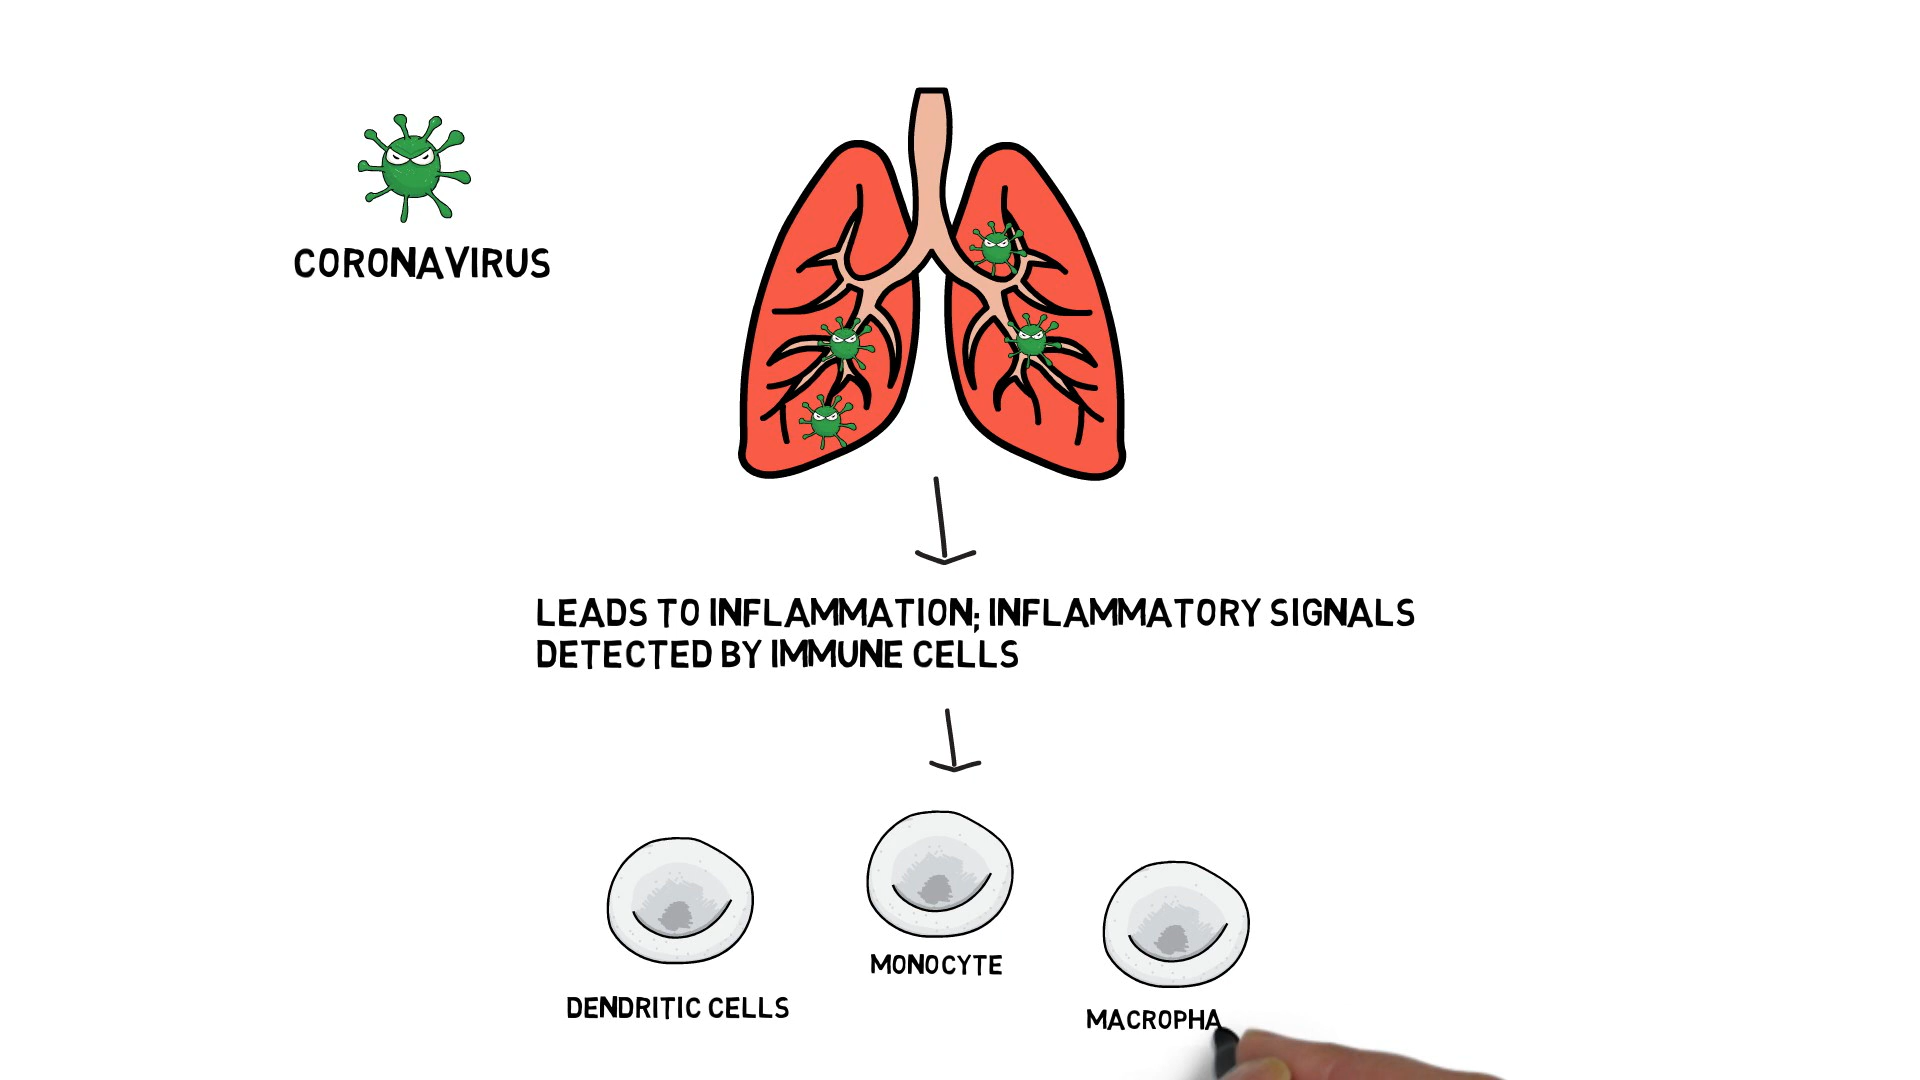 CORONAVIRUS
LEADS TO INFLAMMATION; INFLAMMATORY SIGNALS
DETECTED BY IMMUNE CELLS
MONOCYTE
DENDRITIC CELLS
MACROPHA